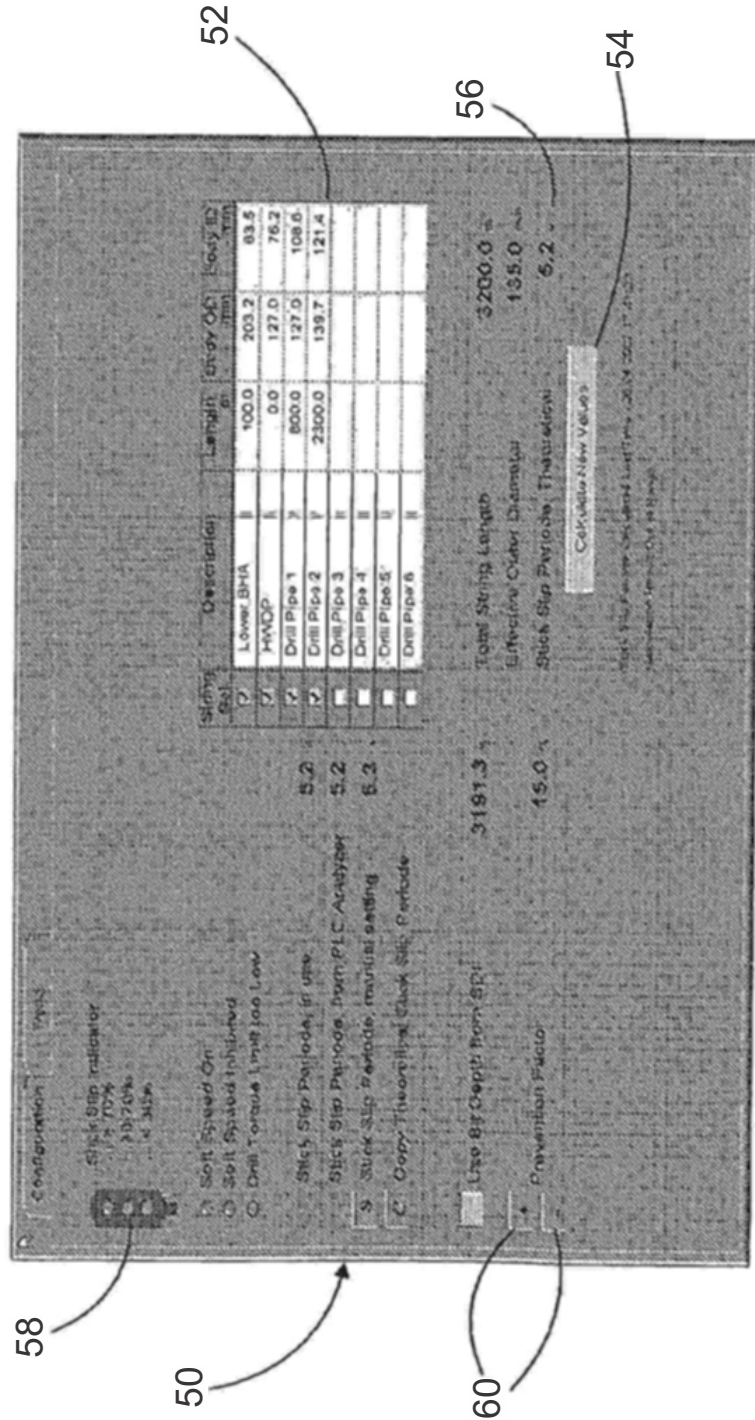 Configuration
Stick Slip Indicator
> 70%
30/70%
< 30%
Soft Speed On
Soft Speed Inhibited
Drill Torque Limit too Low
Stick Slip Periode, in use 5.2
Stick Slip Periode, from PLC Analyzer 5.2
S Stick Slip Periode, manual setting 5.3
C Copy Theoretical Stick Slip Periode
Use Bit Depth from SDI 3191.3
+ Prevention Factor 15.0
-
String Sel Description Length Body OD Body ID
Lower BHA 100.0 203.2 83.5
HWDP 0.0 127.0 76.2
Drill Pipe 1 800.0 127.0 108.6
Drill Pipe 2 2300.0 139.7 121.4
Drill Pipe 3
Drill Pipe 4
Drill Pipe 5
Drill Pipe 6
Total String Length 3200.0
Effective Outer Diameter 135.0
Stick Slip Periode, Theoretical 5.2
Calculate New Values
50
52
54
56
58
60